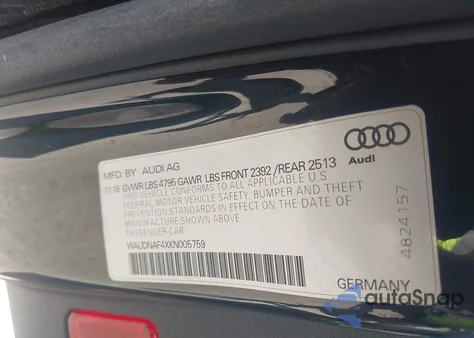 MFD. BY AUDI AG
11 18 GVWR LBS 4795 GAWR LBS FRONT 2392 /REAR 2513
THIS VEHICLE CONFORMS TO ALL APPLICABLE U S
FEDERAL MOTOR VEHICLE SAFETY, BUMPER AND THEFT
PREVENTION STANDARDS IN EFFECT ON THE DATE OF
MANUFACTURE SHOWN ABOVE.
PASSENGER CAR
WAUDNAF4XKN005759
Audi
4824157
GERMANY
autoSnap